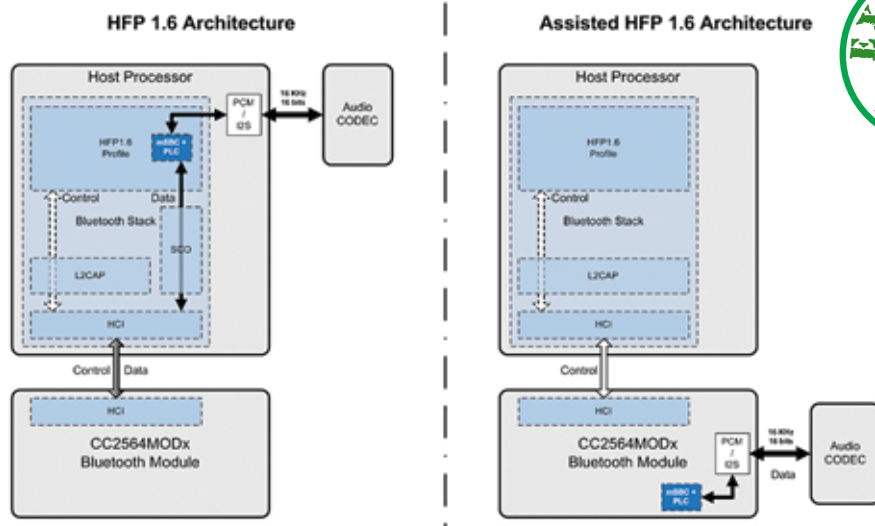 HFP 1.6 Architecture
Host Processor
HFP1.6
Profile
mSBC +
PLC
PCM
/
I2S
16 KHz
16 bits
Audio
CODEC
Control
Data
Bluetooth Stack
SCO
L2CAP
HCI
Control
Data
HCI
CC2564MODx
Bluetooth Module
Assisted HFP 1.6 Architecture
Host Processor
HFP1.6
Profile
Control
Bluetooth Stack
L2CAP
HCI
Control
HCI
CC2564MODx
Bluetooth Module
PCM
/
I2S
mSBC +
PLC
16 KHz
16 bits
Data
Audio
CODEC